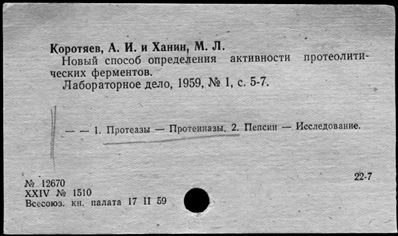 Коротяев, А. И. и Ханин, М. Л.
Новый способ определения активности протеолити-
ческих ферментов.
Лабораторное дело, 1959, № 1, с. 5-7.
— — 1. Протеазы — Протеиназы. 2. Пепсин — Исследование.
№ 12670
XXIV № 1510
Всесоюз. кн. палата 17 II 59
22-7